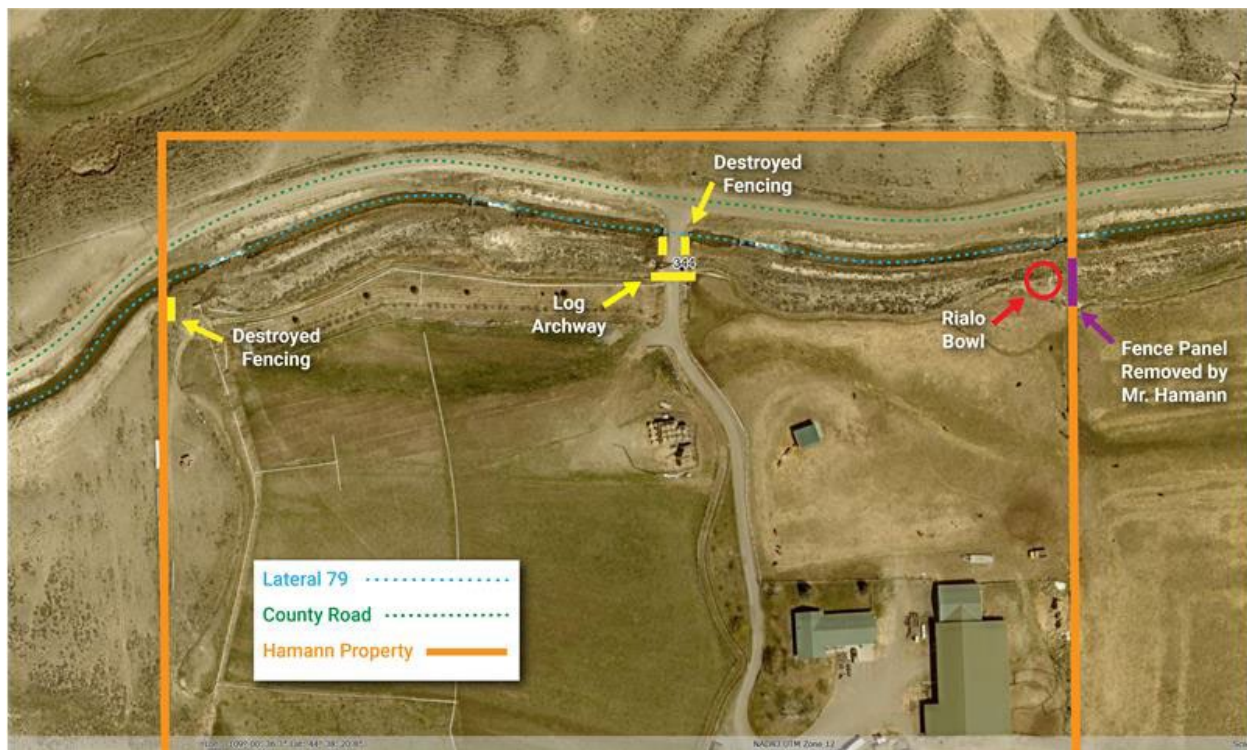 Destroyed
Fencing
344
Log
Archway
Destroyed
Fencing
Rialo
Bowl
Fence Panel
Removed by
Mr. Hamann
Lateral 79
County Road
Hamann Property
NAD83 UTM Zone 12